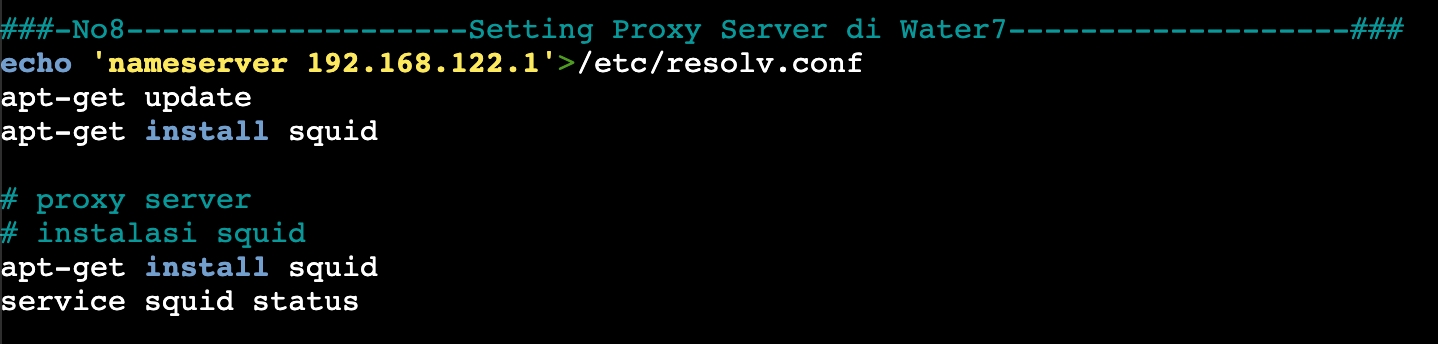 ###-No8-------------------Setting Proxy Server di Water7-------------------###
echo 'nameserver 192.168.122.1'>/etc/resolv.conf
apt-get update
apt-get install squid
# proxy server
# instalasi squid
apt-get install squid
service squid status